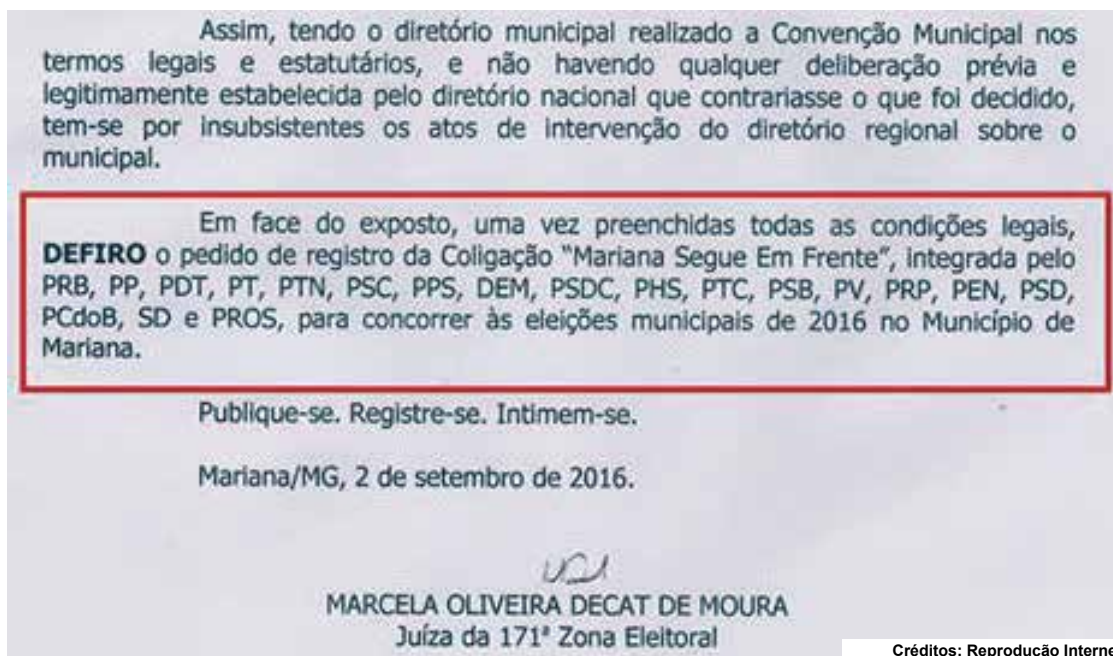 Assim, tendo o diretório municipal realizado a Convenção Municipal nos
termos legais e estatutários, e não havendo qualquer deliberação prévia e
legitimamente estabelecida pelo diretório nacional que contrariasse o que foi decidido,
tem-se por insubsistentes os atos de intervenção do diretório regional sobre o
municipal.
Em face do exposto, uma vez preenchidas todas as condições legais,
DEFIRO o pedido de registro da Coligação “Mariana Segue Em Frente”, integrada pelo
PRB, PP, PDT, PT, PTN, PSC, PPS, DEM, PSDC, PHS, PTC, PSB, PV, PRP, PEN, PSD,
PCdoB, SD e PROS, para concorrer às eleições municipais de 2016 no Município de
Mariana.
Publique-se. Registre-se. Intimem-se.
Mariana/MG, 2 de setembro de 2016.
MARCELA OLIVEIRA DECAT DE MOURA
Juíza da 171ª Zona Eleitoral
Créditos: Reprodução Interne